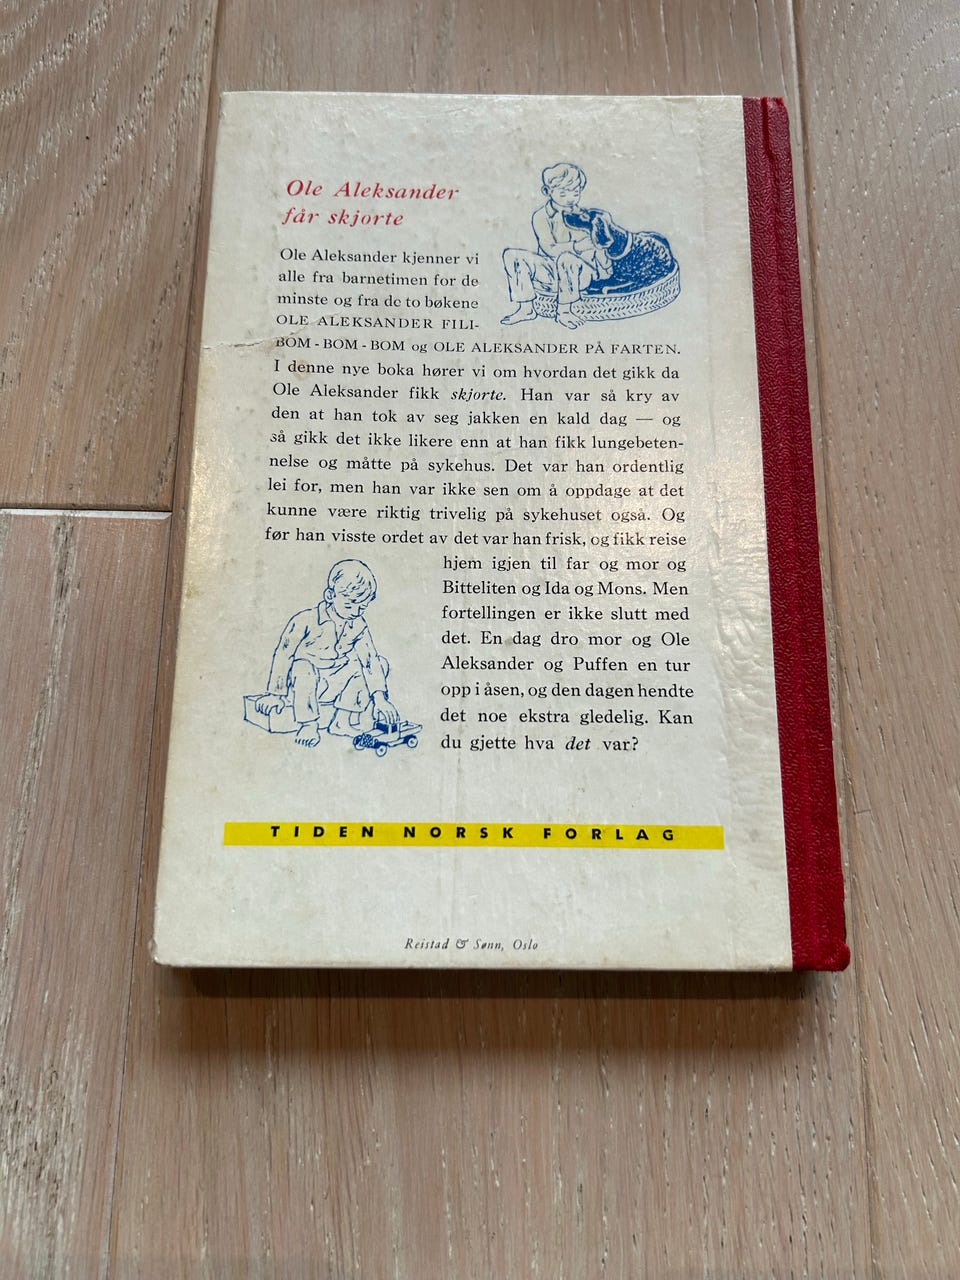 Ole Aleksander
får skjorte
Ole Aleksander kjenner vi
alle fra barnetimen for de
minste og fra de to bøkene
OLE ALEKSANDER FILI-
BOM - BOM - BOM og OLE ALEKSANDER PÅ FARTEN.
I denne nye boka hører vi om hvordan det gikk da
Ole Aleksander fikk skjorte. Han var så kry av
den at han tok av seg jakken en kald dag — og
så gikk det ikke likere enn at han fikk lungebeten-
nelse og måtte på sykehus. Det var han ordentlig
lei for, men han var ikke sen om å oppdage at det
kunne være riktig trivelig på sykehuset også. Og
før han visste ordet av det var han frisk, og fikk reise
hjem igjen til far og mor og
Bitteliten og Ida og Mons. Men
fortellingen er ikke slutt med
det. En dag dro mor og Ole
Aleksander og Puffen en tur
opp i åsen, og den dagen hendte
det noe ekstra gledelig. Kan
du gjette hva det var?
TIDEN NORSK FORLAG
Reistad & Sønn, Oslo